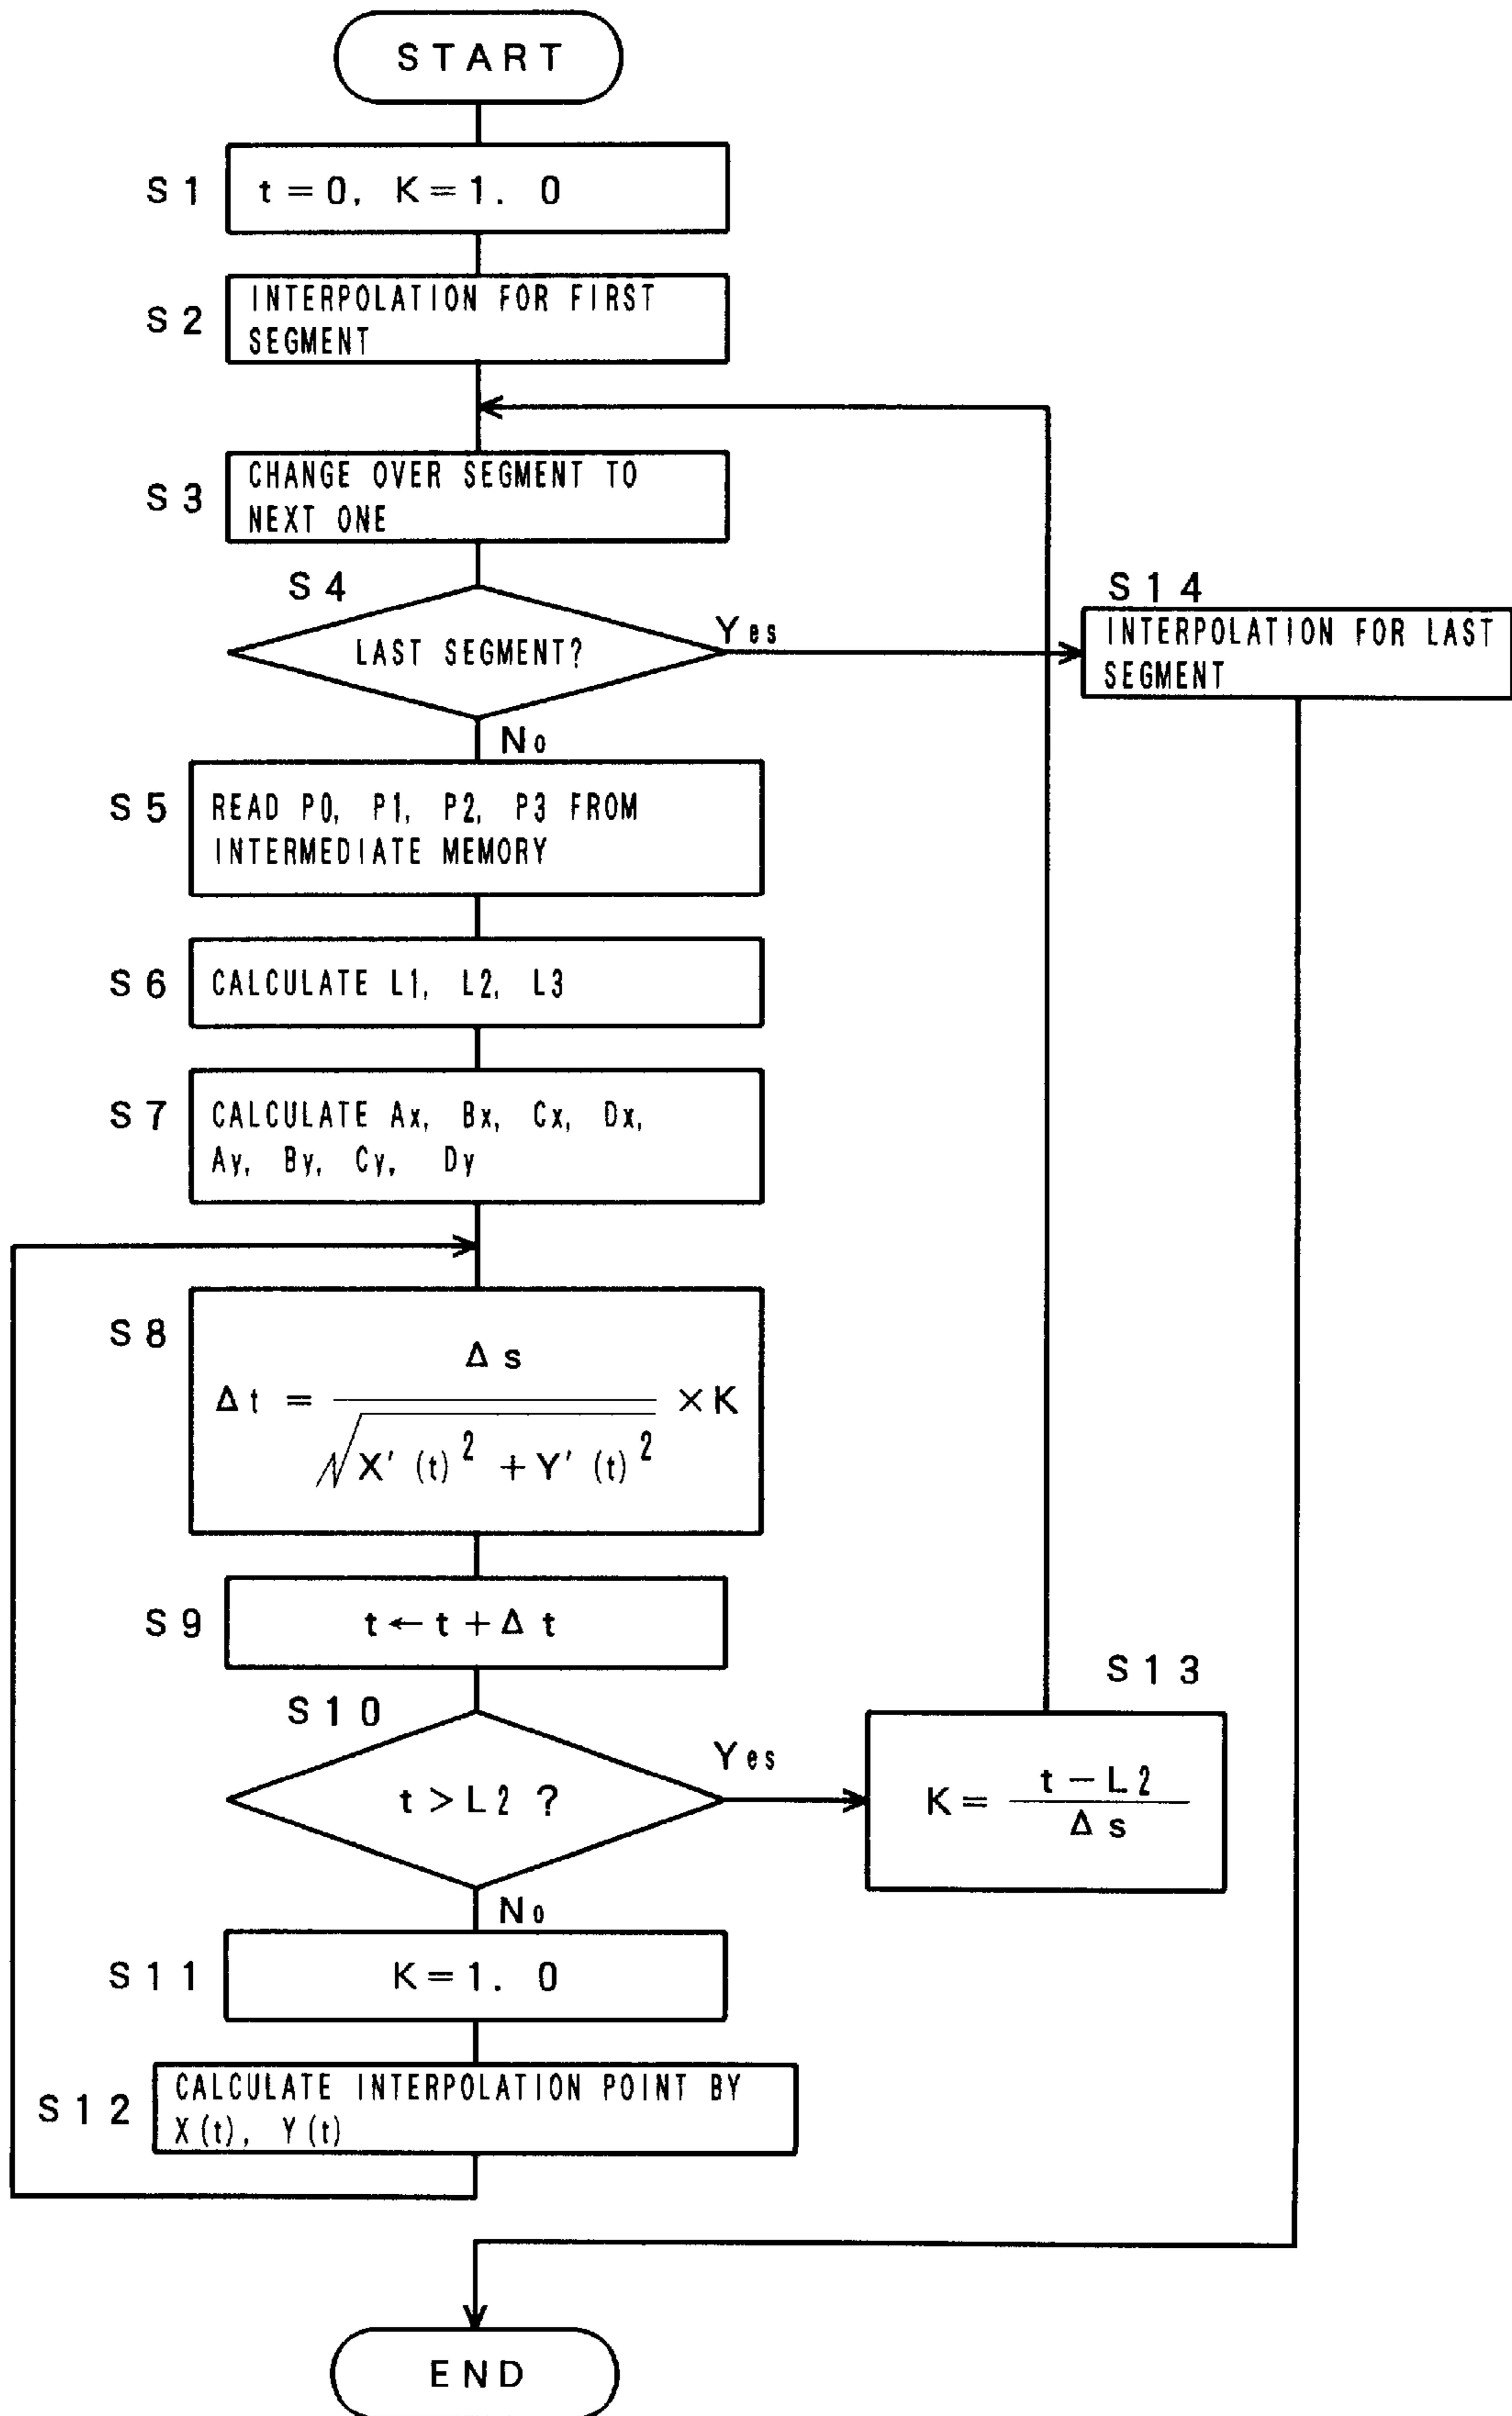 START
S1
t=0, K=1. 0
S2
INTERPOLATION FOR FIRST
SEGMENT
S3
CHANGE OVER SEGMENT TO
NEXT ONE
S4
LAST SEGMENT?
Yes
S14
INTERPOLATION FOR LAST
SEGMENT
No
S5
READ P0, P1, P2, P3 FROM
INTERMEDIATE MEMORY
S6
CALCULATE L1, L2, L3
S7
CALCULATE Ax, Bx, Cx, Dx,
Ay, By, Cy, Dy
S8
Δs
Δt = ×K
√X'(t)² +Y'(t)²
S9
t←t+Δt
S10
t>L2 ?
Yes
S13
t-L2
K=
Δs
No
S11
K=1. 0
S12
CALCULATE INTERPOLATION POINT BY
X(t), Y(t)
END